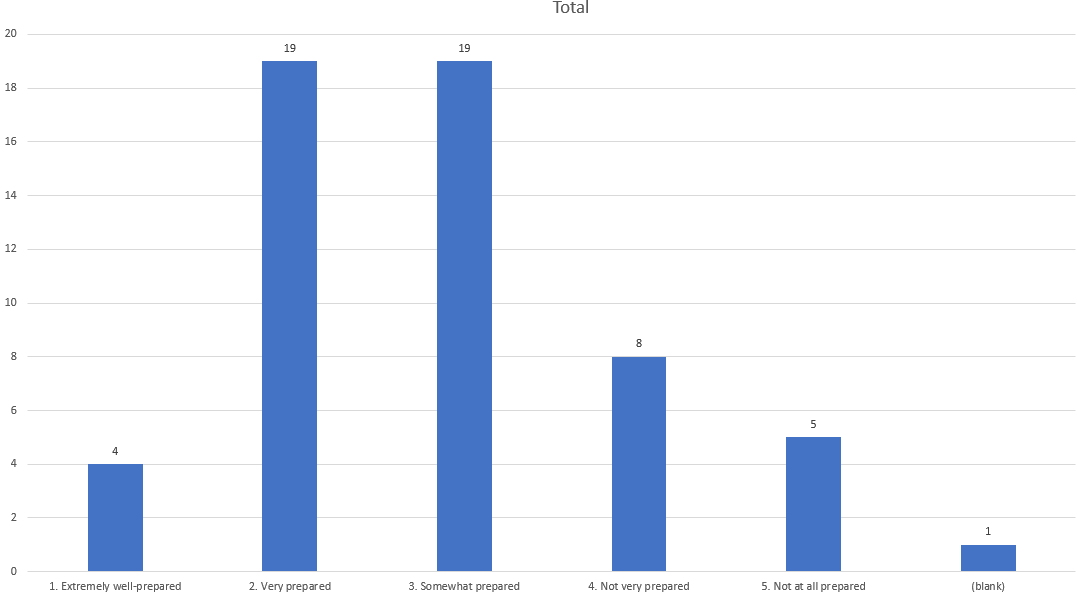 Total
20
18
16
14
12
10
8
6
4
2
0
4
19
19
8
5
1
1. Extremely well-prepared
2. Very prepared
3. Somewhat prepared
4. Not very prepared
5. Not at all prepared
(blank)